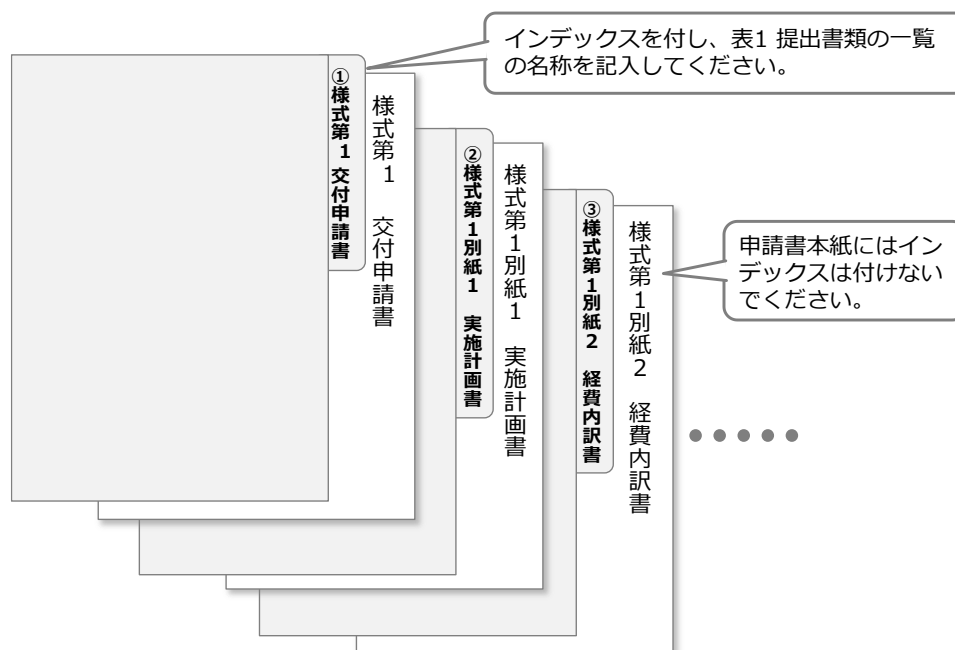 インデックスを付し、表1 提出書類の一覧
の名称を記入してください。
①様式第1 交付申請書
様式第1 交付申請書
②様式第1別紙1 実施計画書
様式第1別紙1 実施計画書
③様式第1別紙2 経費内訳書
様式第1別紙2 経費内訳書
申請書本紙にはイン
デックスは付けない
でください。